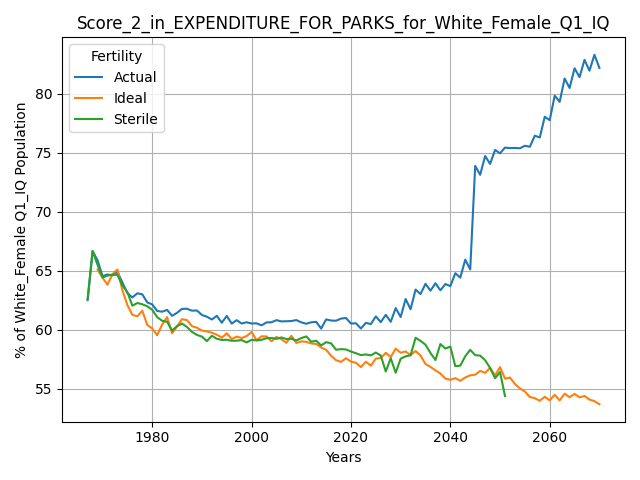 Score_2_in_EXPENDITURE_FOR_PARKS_for_White_Female_Q1_IQ
Fertility
Actual
Ideal
Sterile
% of White_Female Q1_IQ Population
80
75
70
65
60
55
1980
2000
2020
2040
2060
Years